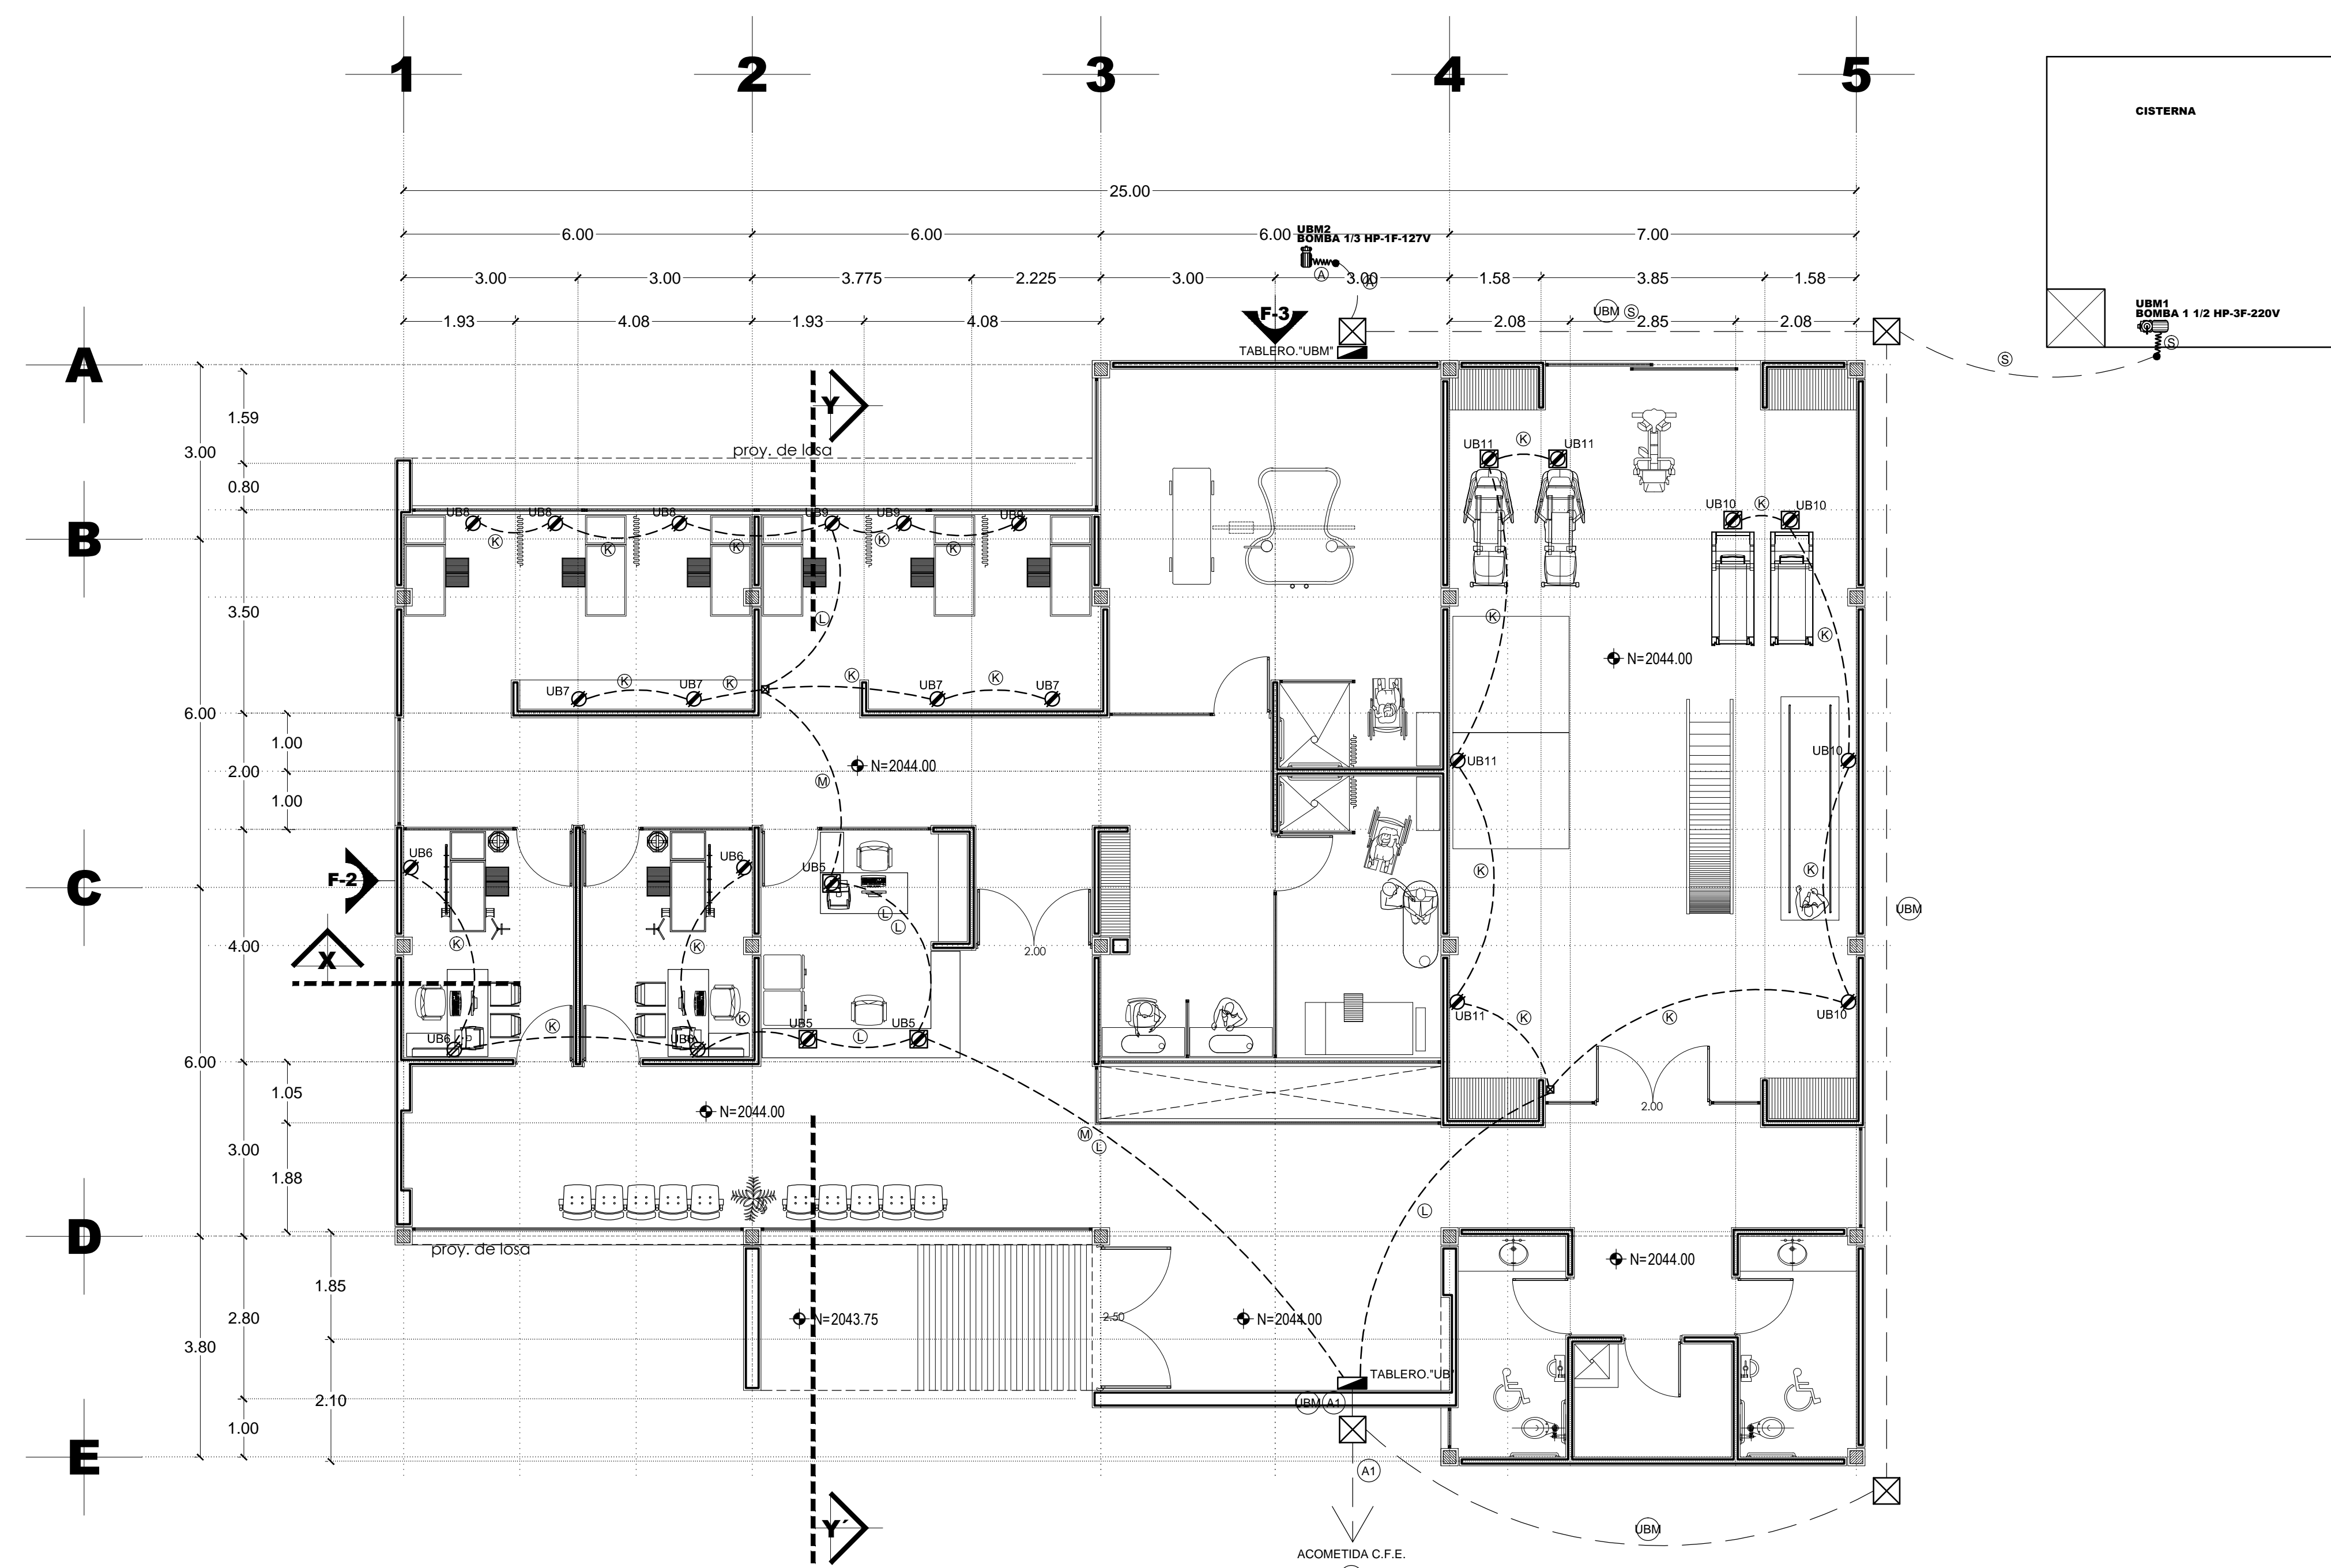 1 2 3 4 5
CISTERNA
25.00
6.00 6.00 6.00 7.00
UBM2
BOMBA 1/3 HP-1F-127V
3.00 3.00 3.775 2.225 3.00 3.00 1.58 3.85 1.58
A A
UBM1
BOMBA 1 1/2 HP-3F-220V
1.93 4.08 1.93 4.08 F-3 2.08 UBM S 2.85 2.08
S S
TABLERO."UBM"
A
Y
1.59
3.00 proy. de losa
UB11 K UB11
0.80
UB10 K UB10
UB8 UB8 UB8 UB9 UB9 UB9
B
K K K K K
3.50
L K K
N=2044.00
K K K K
UB7 UB7 UB7 UB7
6.00
1.00
2.00
N=2044.00
UB11 UB10
M
1.00
UB6 UB6 UB5
F-2
K K
C
L
L
UBM
4.00
K K
2.00
X
K K UB5 UB5
UB11 K K UB10
UB6 UB6 L
6.00
1.05
N=2044.00
2.00
M
L
3.00
1.88
L
D
proy. de losa
N=2044.00
1.85
2.80
N=2043.75
2.50
N=2044.00
3.80
TABLERO."UB"
2.10
UBM A1
1.00
E
A1
Y´
UBM
ACOMETIDA C.F.E.